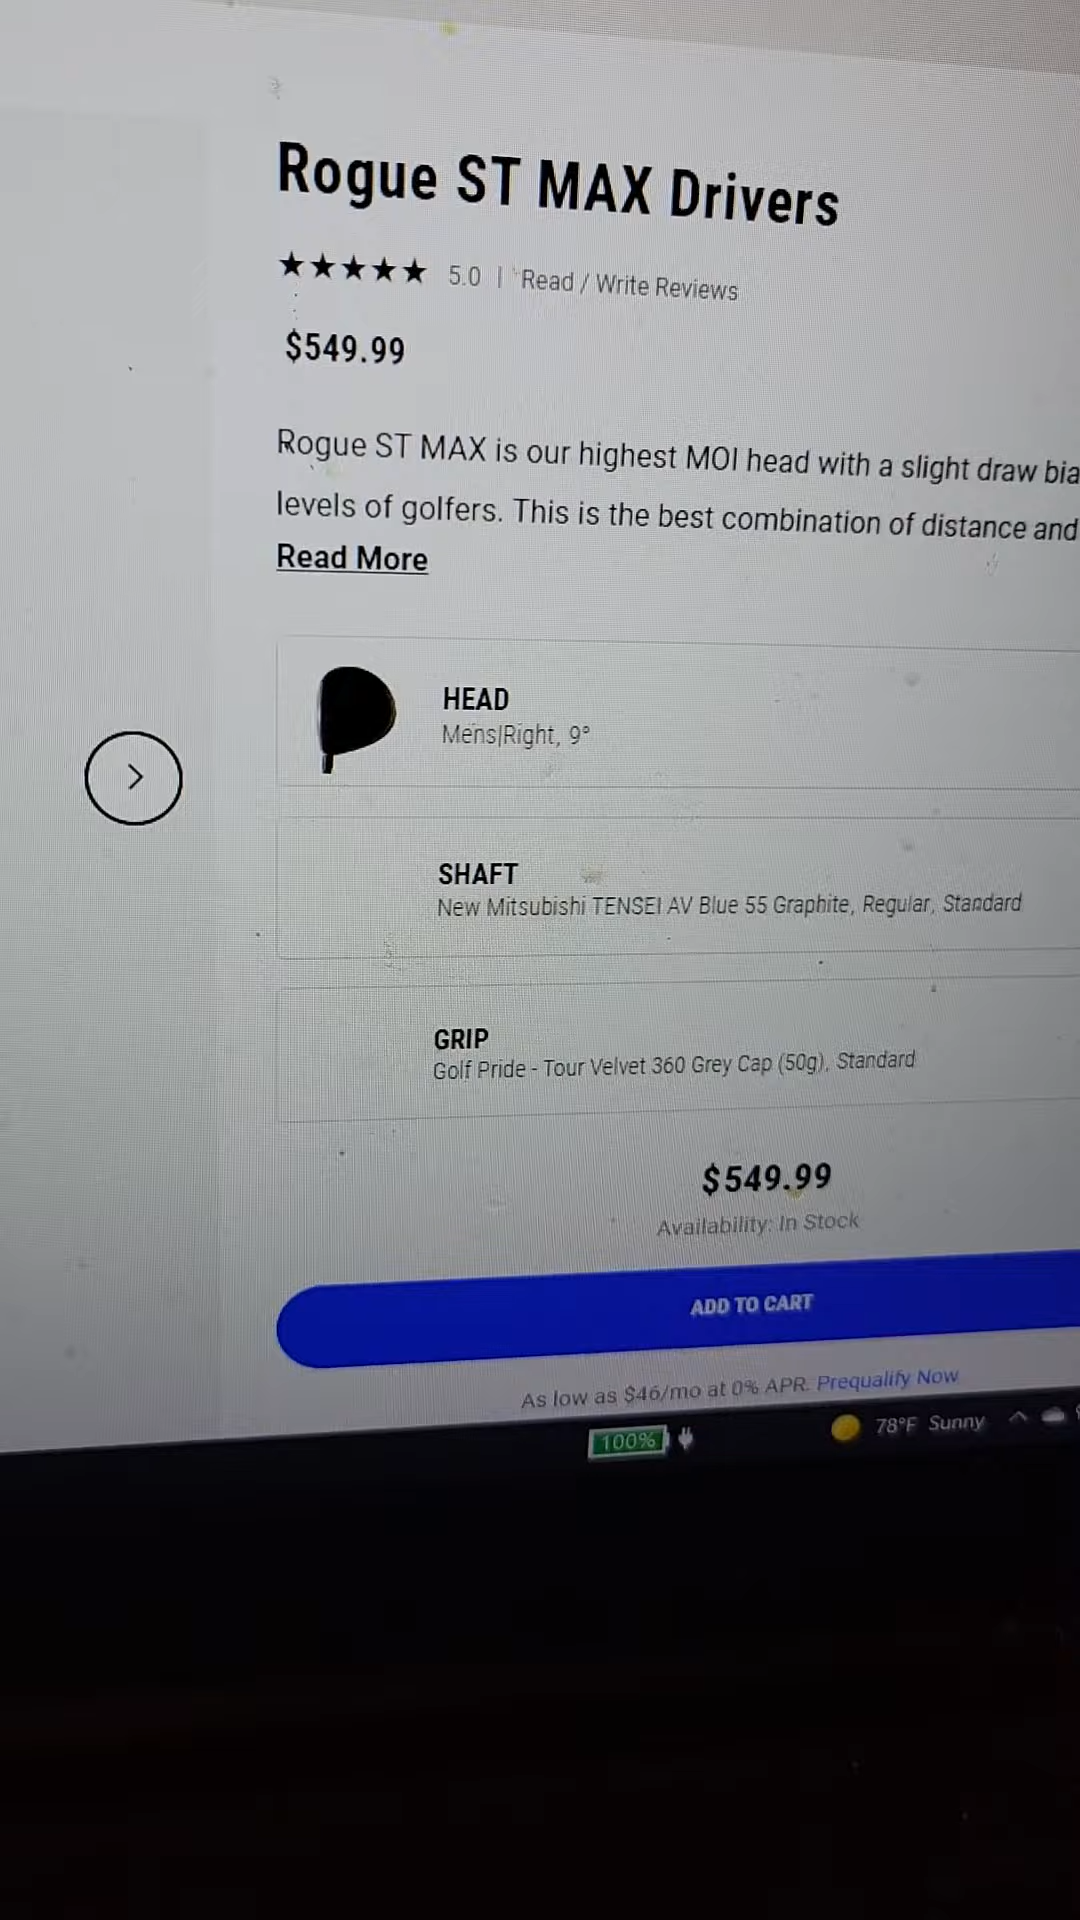 Rogue ST MAX Drivers
★★★★★ 5.0 | Read / Write Reviews
$549.99
Rogue ST MAX is our highest MOI head with a slight draw bia
levels of golfers. This is the best combination of distance and
Read More
HEAD
Mens|Right, 9°
SHAFT
New Mitsubishi TENSEI AV Blue 55 Graphite, Regular, Standard
GRIP
Golf Pride - Tour Velvet 360 Grey Cap (50g), Standard
$549.99
Availability: In Stock
ADD TO CART
As low as $46/mo at 0% APR. Prequalify Now
100% 78°F Sunny